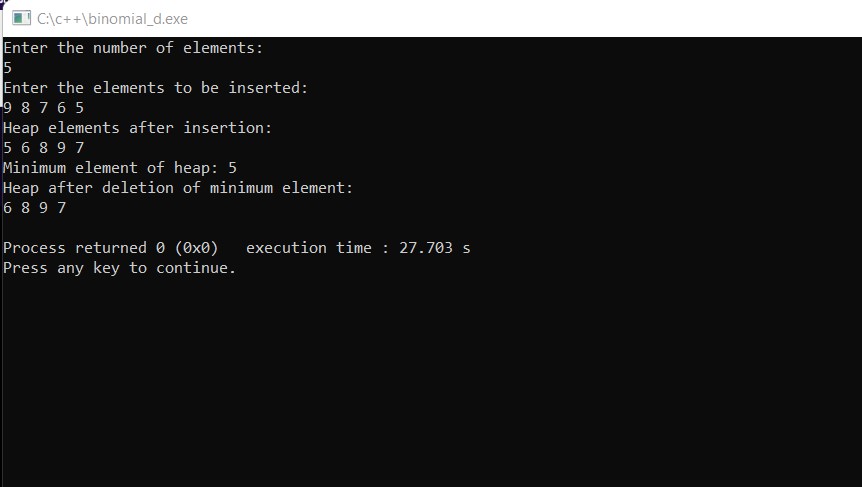 C:\c++\binomial_d.exe
Enter the number of elements:
5
Enter the elements to be inserted:
9 8 7 6 5
Heap elements after insertion:
5 6 8 9 7
Minimum element of heap: 5
Heap after deletion of minimum element:
6 8 9 7
Process returned 0 (0x0)   execution time : 27.703 s
Press any key to continue.